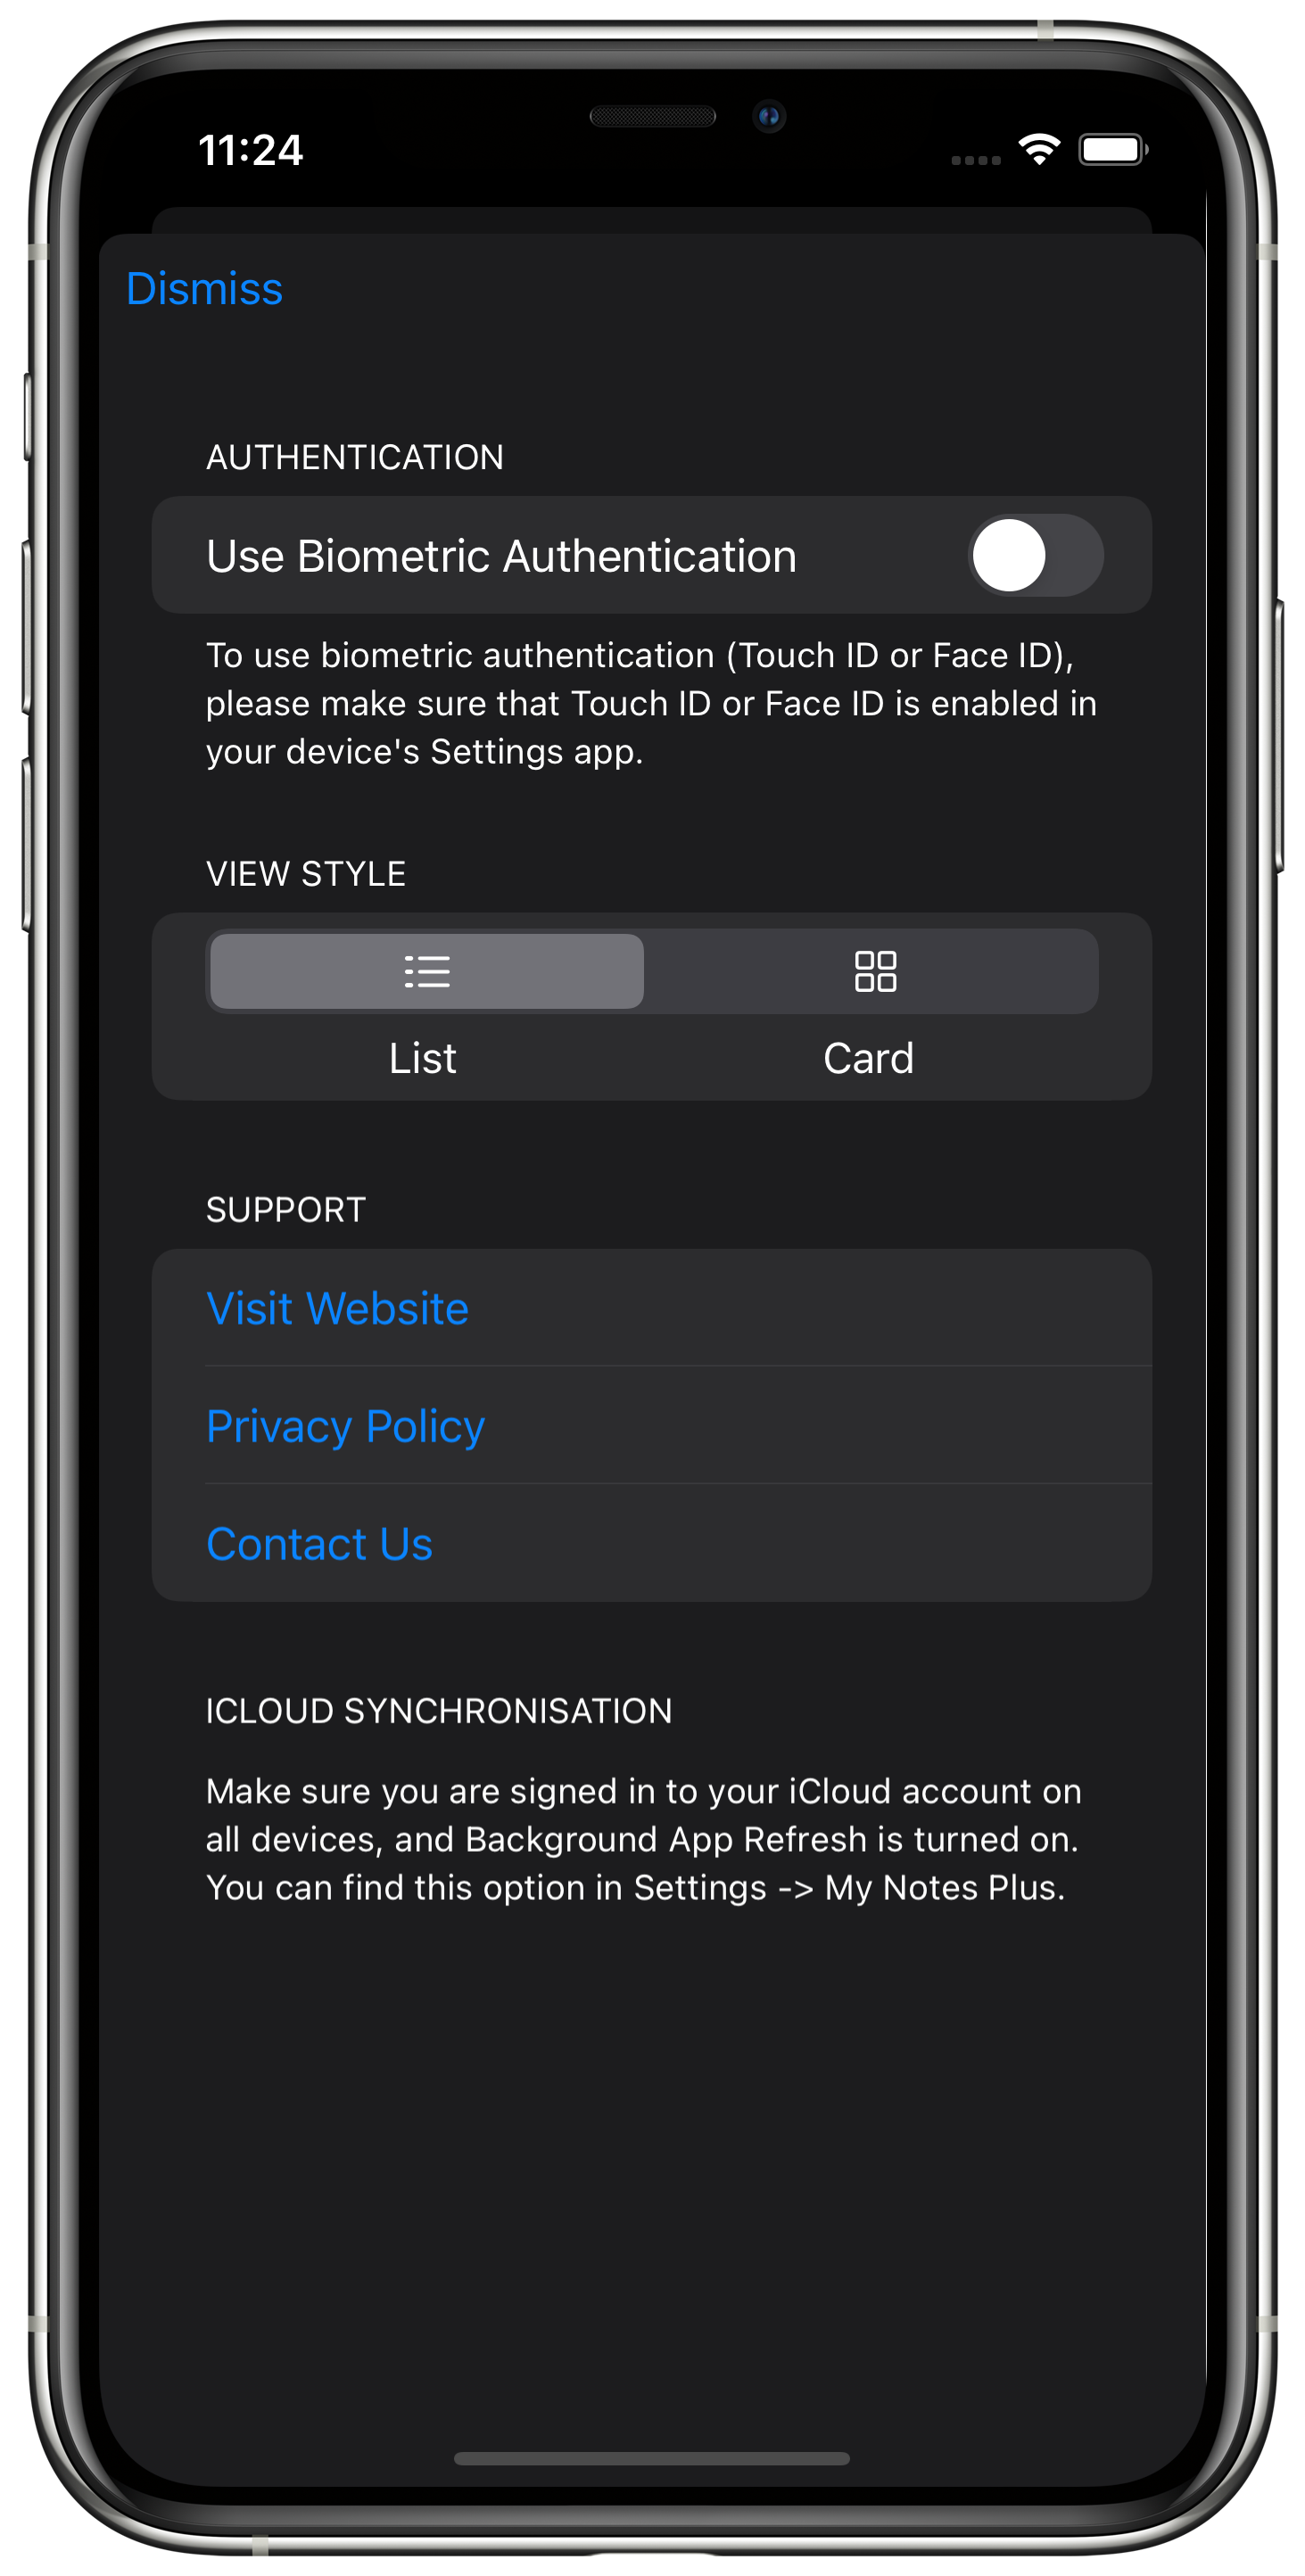 11:24
Dismiss
AUTHENTICATION
Use Biometric Authentication
To use biometric authentication (Touch ID or Face ID),
please make sure that Touch ID or Face ID is enabled in
your device's Settings app.
VIEW STYLE
List
Card
SUPPORT
Visit Website
Privacy Policy
Contact Us
ICLOUD SYNCHRONISATION
Make sure you are signed in to your iCloud account on
all devices, and Background App Refresh is turned on.
You can find this option in Settings -> My Notes Plus.